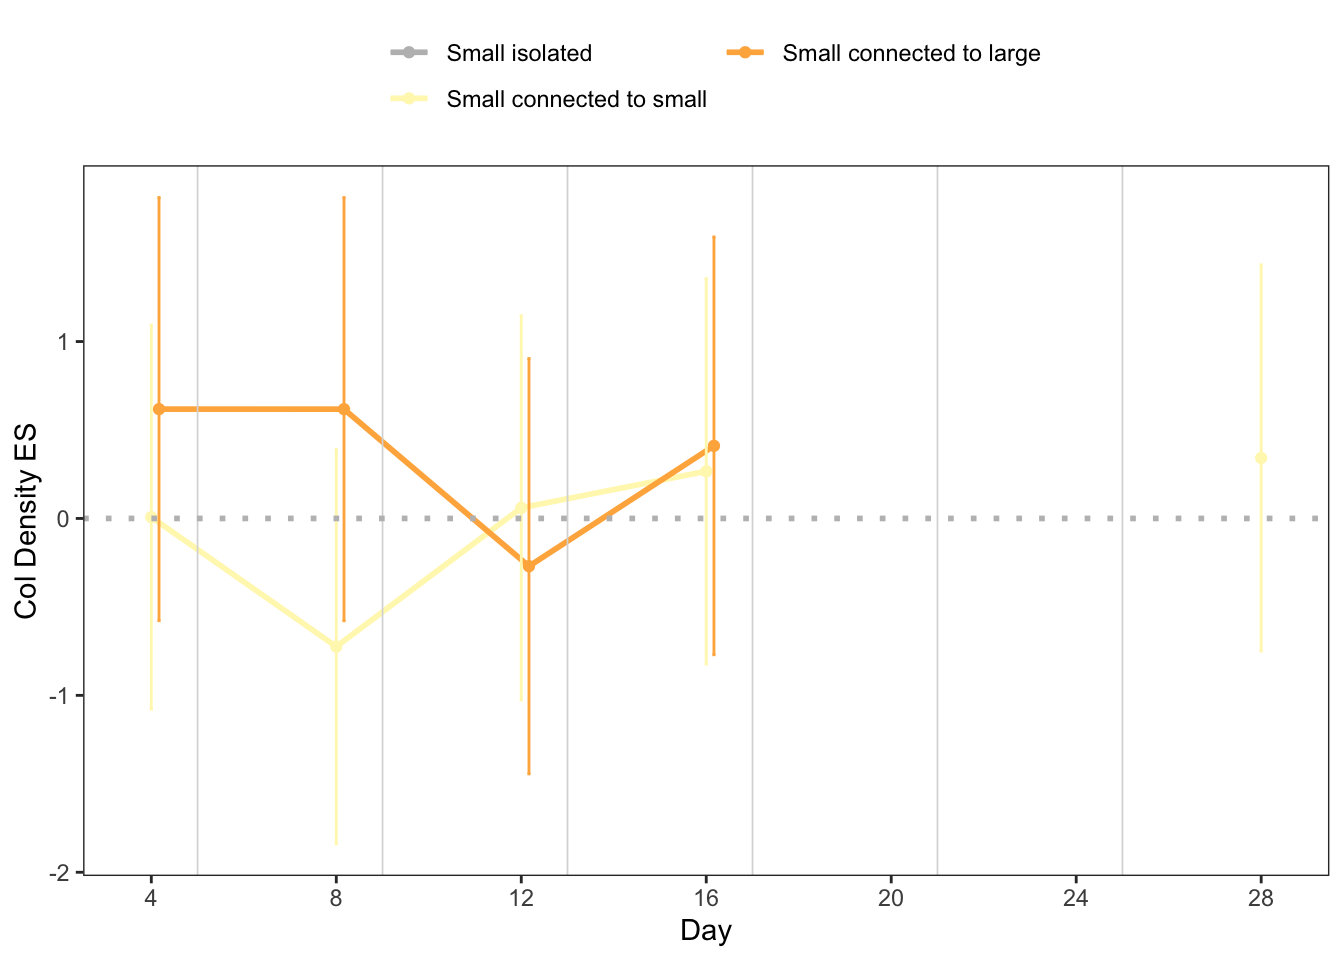 Small isolated
Small connected to large
Small connected to small
Col Density ES
1
0
-1
-2
4 8 12 16 20 24 28
Day